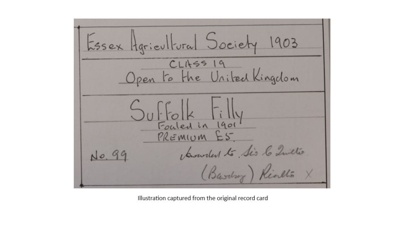 Essex Agricultural Society 1903
CLASS 19
Open to the United Kingdom
Suffolk Filly
Foaled in 1901
PREMIUM £5
No. 99 Awarded to Sir C
(Bawdsey)
Illustration captured from the original record card